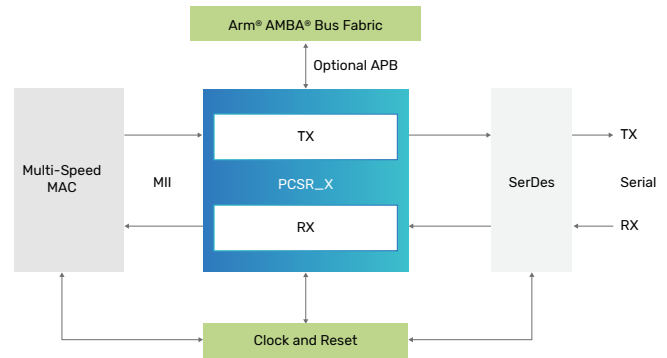 Arm® AMBA® Bus Fabric
Optional APB
TX
TX
Multi-Speed
MAC
MII
PCSR_X
SerDes
Serial
RX
RX
Clock and Reset